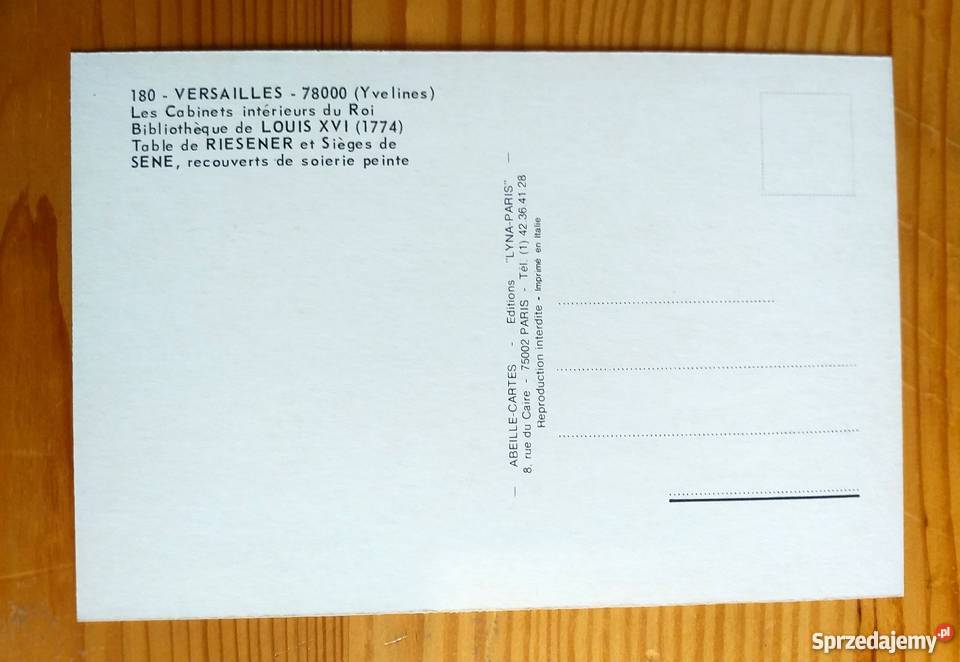 180 - VERSAILLES - 78000 (Yvelines)
Les Cabinets intérieurs du Roi
Bibliothèque de LOUIS XVI (1774)
Table de RIESENER et Sièges de
SENE, recouverts de soierie peinte
— ABEILLE-CARTES - Editions "LYNA-PARIS" —
8. rue du Caire - 75002 PARIS - Tél. (1) 42.36.41 28
Reproduction interdite - Imprimé en Italie
Sprzedajemy.pl